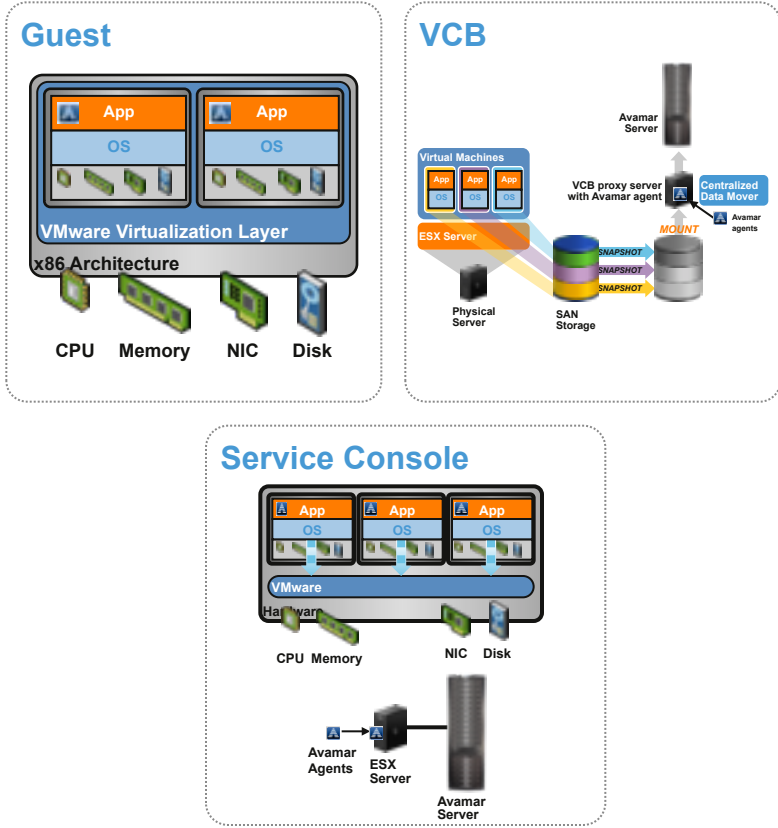 Guest
App
App
OS
OS
VMware Virtualization Layer
x86 Architecture
CPU
Memory
NIC
Disk
VCB
Avamar
Server
Virtual Machines
App
App
App
OS
OS
OS
ESX Server
VCB proxy server
with Avamar agent
Centralized
Data Mover
Avamar
agents
MOUNT
SNAPSHOT
SNAPSHOT
SNAPSHOT
Physical
Server
SAN
Storage
Service Console
App
App
App
OS
OS
OS
VMware
Hardware
CPU
Memory
NIC
Disk
Avamar
Agents
ESX
Server
Avamar
Server